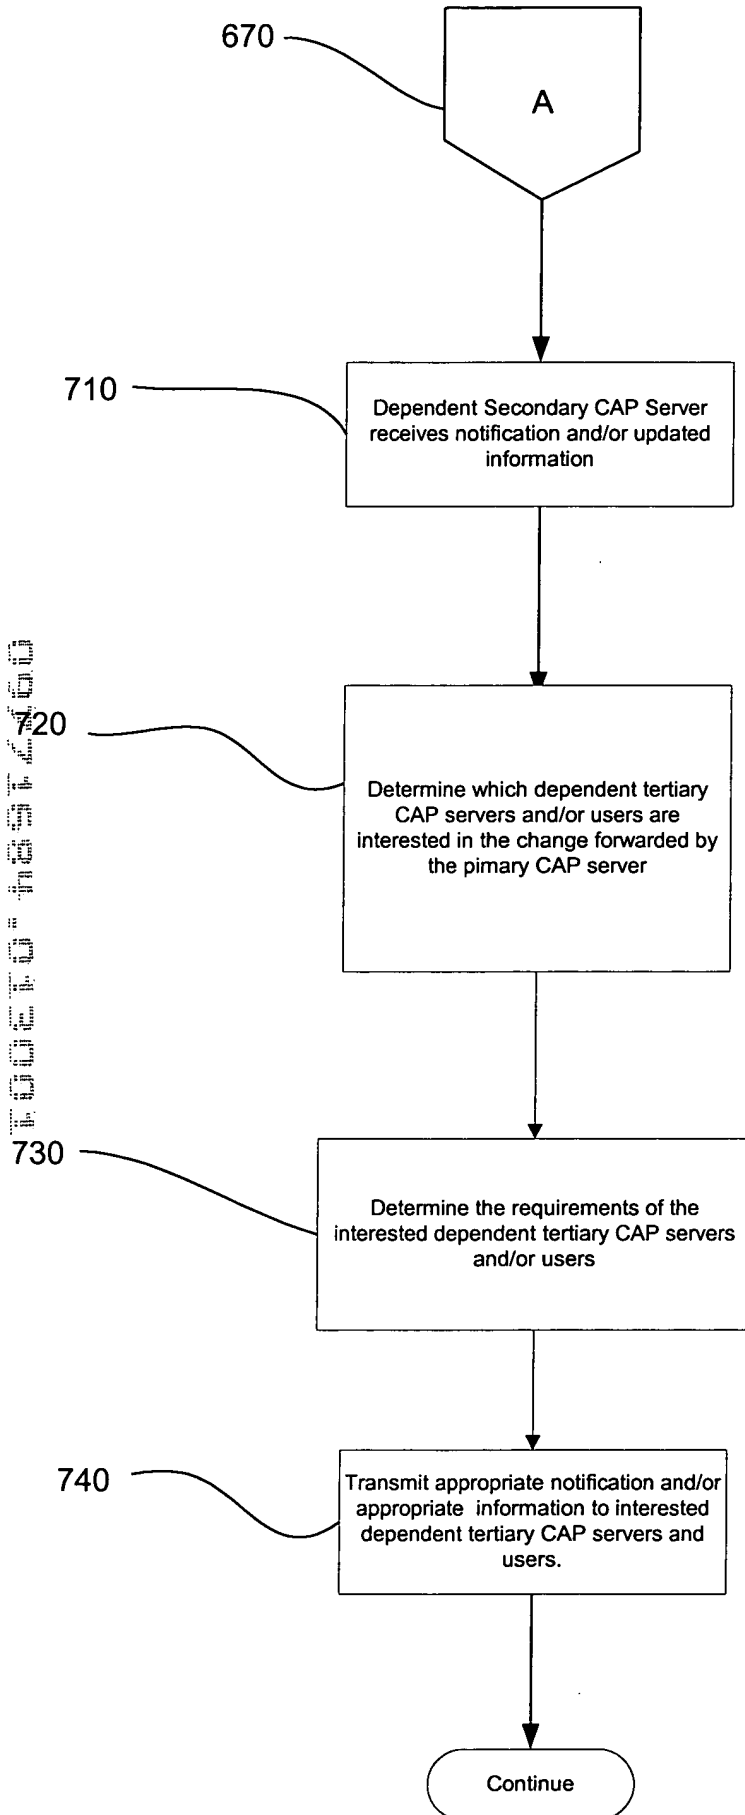 670
A
710
Dependent Secondary CAP Server
receives notification and/or updated
information
720
Determine which dependent tertiary
CAP servers and/or users are
interested in the change forwarded by
the pimary CAP server
730
Determine the requirements of the
interested dependent tertiary CAP servers
and/or users
740
Transmit appropriate notification and/or
appropriate information to interested
dependent tertiary CAP servers and
users.
Continue